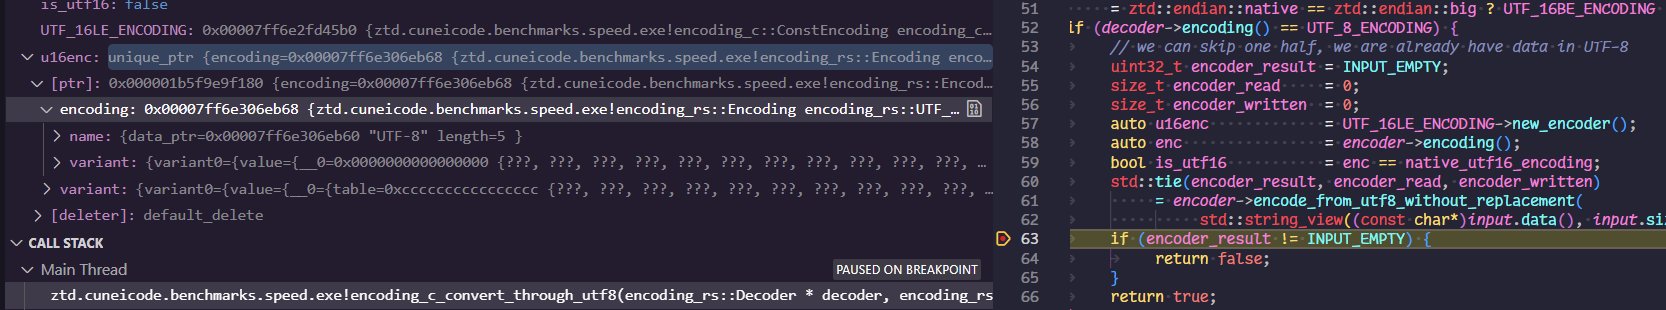 is_utf16: false
UTF_16LE_ENCODING: 0x00007ff6e2fd45b0 {ztd.cuneicode.benchmarks.speed.exe!encoding_c::ConstEncoding encoding_c…
u16enc: unique_ptr {encoding=0x00007ff6e306eb68 {ztd.cuneicode.benchmarks.speed.exe!encoding_rs::Encoding enco…
[ptr]: 0x000001b5f9e9f180 {encoding=0x00007ff6e306eb68 {ztd.cuneicode.benchmarks.speed.exe!encoding_rs::Encod…
encoding: 0x00007ff6e306eb68 {ztd.cuneicode.benchmarks.speed.exe!encoding_rs::Encoding encoding_rs::UTF_…
name: {data_ptr=0x00007ff6e306eb60 "UTF-8" length=5 }
variant: {variant0={value={__0=0x0000000000000000 {???, ???, ???, ???, ???, ???, ???, ???, ???, ???, ???, …
variant: {variant0={value={__0={table=0xcccccccccccccccc {???, ???, ???, ???, ???, ???, ???, ???, ???, ???, …
[deleter]: default_delete
CALL STACK
Main Thread
PAUSED ON BREAKPOINT
ztd.cuneicode.benchmarks.speed.exe!encoding_c_convert_through_utf8(encoding_rs::Decoder * decoder, encoding_rs
51 = ztd::endian::native == ztd::endian::big ? UTF_16BE_ENCODING
52 if (decoder->encoding() == UTF_8_ENCODING) {
53 // we can skip one half, we are already have data in UTF-8
54 uint32_t encoder_result = INPUT_EMPTY;
55 size_t encoder_read = 0;
56 size_t encoder_written = 0;
57 auto u16enc = UTF_16LE_ENCODING->new_encoder();
58 auto enc = encoder->encoding();
59 bool is_utf16 = enc == native_utf16_encoding;
60 std::tie(encoder_result, encoder_read, encoder_written)
61 = encoder->encode_from_utf8_without_replacement(
62 std::string_view((const char*)input.data(), input.si
63 if (encoder_result != INPUT_EMPTY) {
64 return false;
65 }
66 return true;